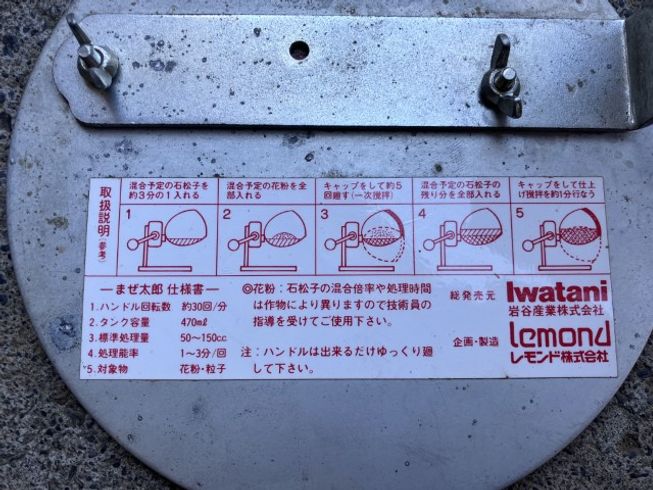 取扱説明(参考)
混合予定の石松子を
約3分の1入れる
混合予定の花粉を全
部入れる
キャップをして約5
回廻す(一次撹拌)
混合予定の石松子の
残り分を全部入れる
キャップをして仕上
げ撹拌を約1分行なう
1
2
3
4
5
―まぜ太郎 仕様書―
1.ハンドル回転数 約30回/分
2.タンク容量 470mℓ
3.標準処理量 50〜150cc
4.処理能率 1〜3分/回
5.対象物 花粉・粒子
◎花粉:石松子の混合倍率や処理時間
は作物により異りますので技術員の
指導を受けてご使用下さい。
注:ハンドルは出来るだけゆっくり廻
して下さい。
総発売元 Iwatani
岩谷産業株式会社
企画・製造 lemond
レモンド株式会社